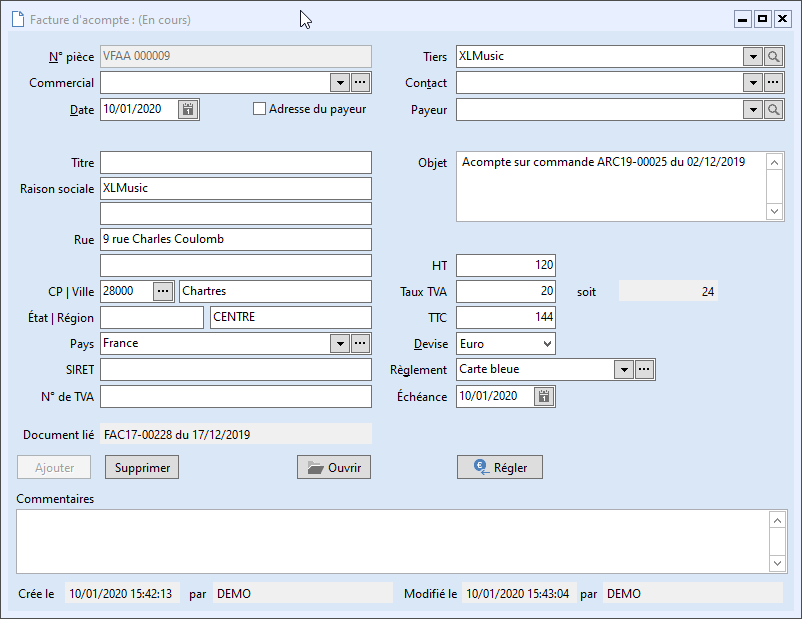 Facture d'acompte : (En cours)
N° pièce VFAA 000009 Tiers XLMusic
Commercial Contact
Date 10/01/2020 Adresse du payeur Payeur
Titre Objet Acompte sur commande ARC19-00025 du 02/12/2019
Raison sociale XLMusic
Rue 9 rue Charles Coulomb
HT 120
CP | Ville 28000 Chartres Taux TVA 20 soit 24
État | Région CENTRE TTC 144
Pays France Devise Euro
SIRET Règlement Carte bleue
N° de TVA Échéance 10/01/2020
Document lié FAC17-00228 du 17/12/2019
Ajouter Supprimer Ouvrir Régler
Commentaires
Crée le 10/01/2020 15:42:13 par DEMO Modifié le 10/01/2020 15:43:04 par DEMO